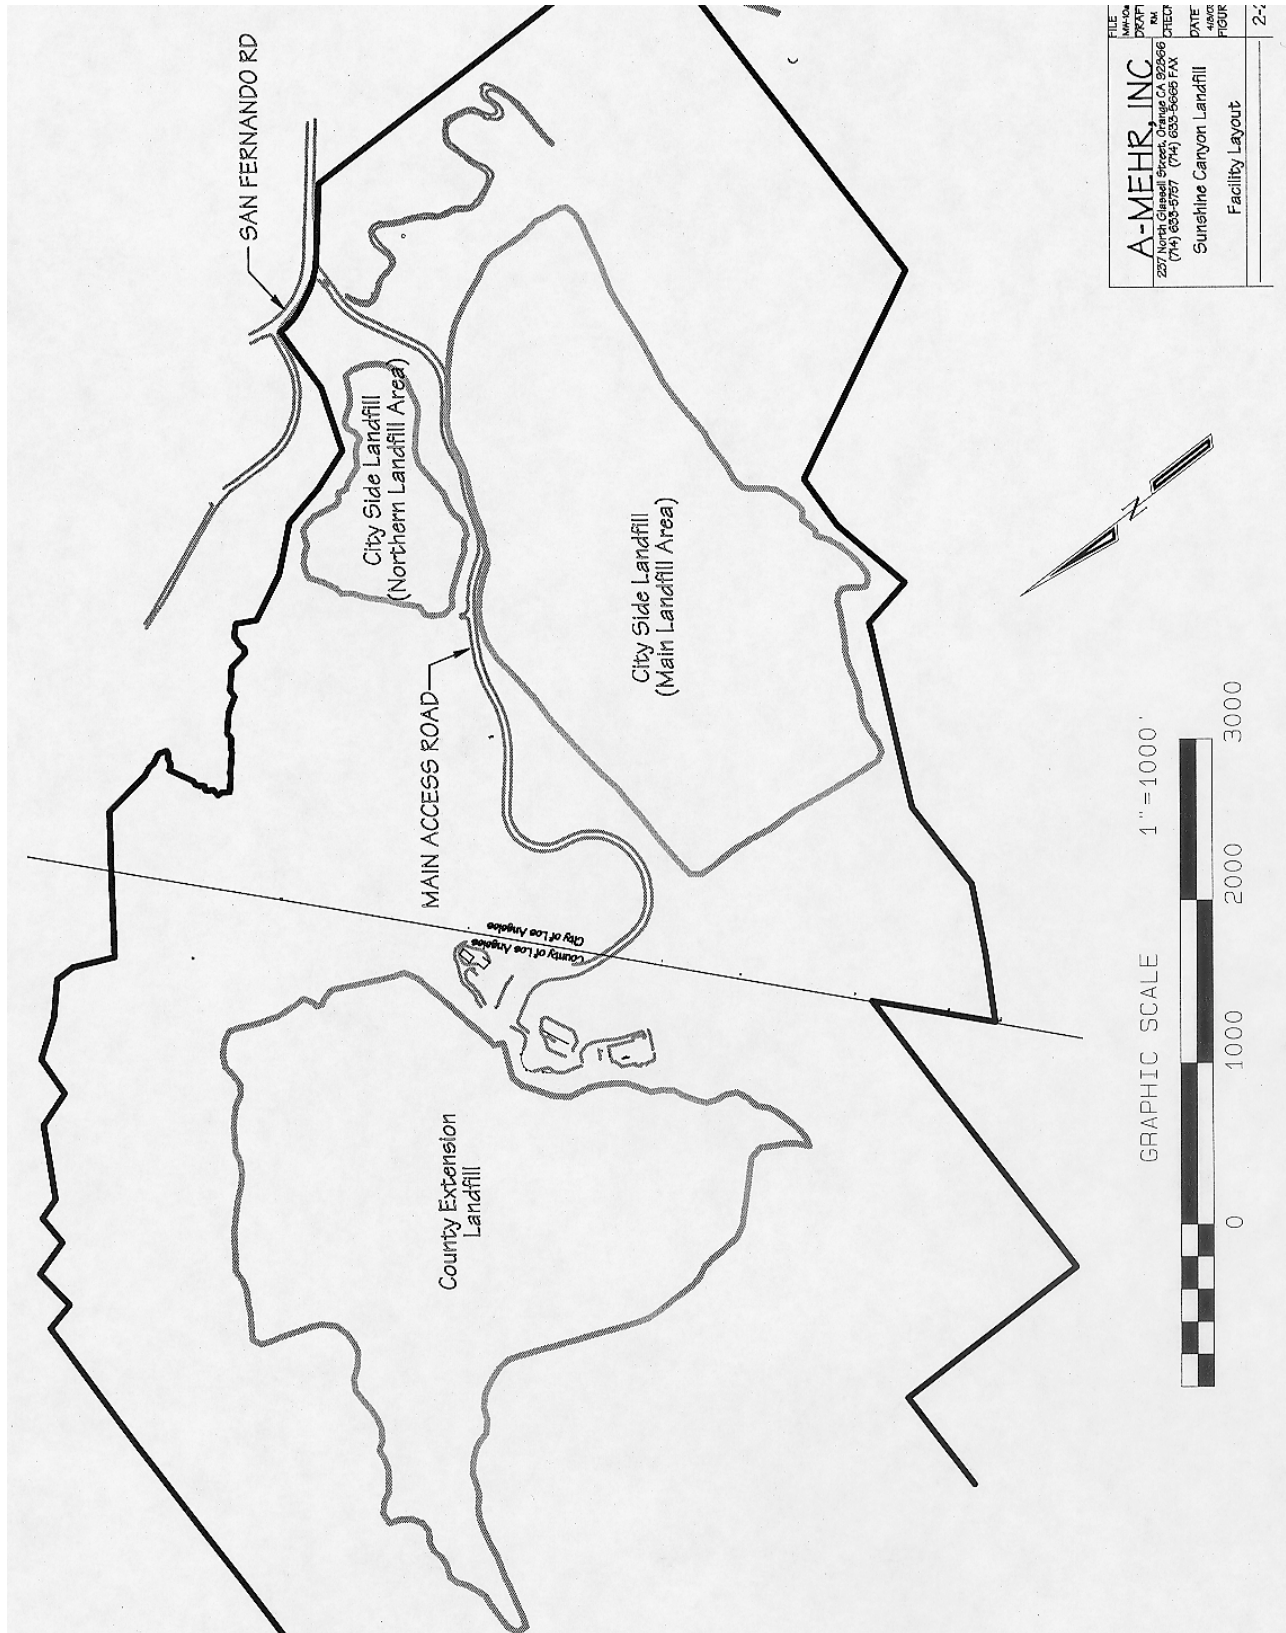 SAN FERNANDO RD
City Side Landfill
(Northern Landfill Area)
City Side Landfill
(Main Landfill Area)
MAIN ACCESS ROAD
City of Los Angeles
County of Los Angeles
County Extension
Landfill
N
GRAPHIC SCALE 1"=1000'
0 1000 2000 3000
A-MEHR, INC
237 North Glassell Street, Orange CA 92866
(714) 633-5757 (714) 633-5665 FAX
Sunshine Canyon Landfill
Facility Layout
FILE
DATE